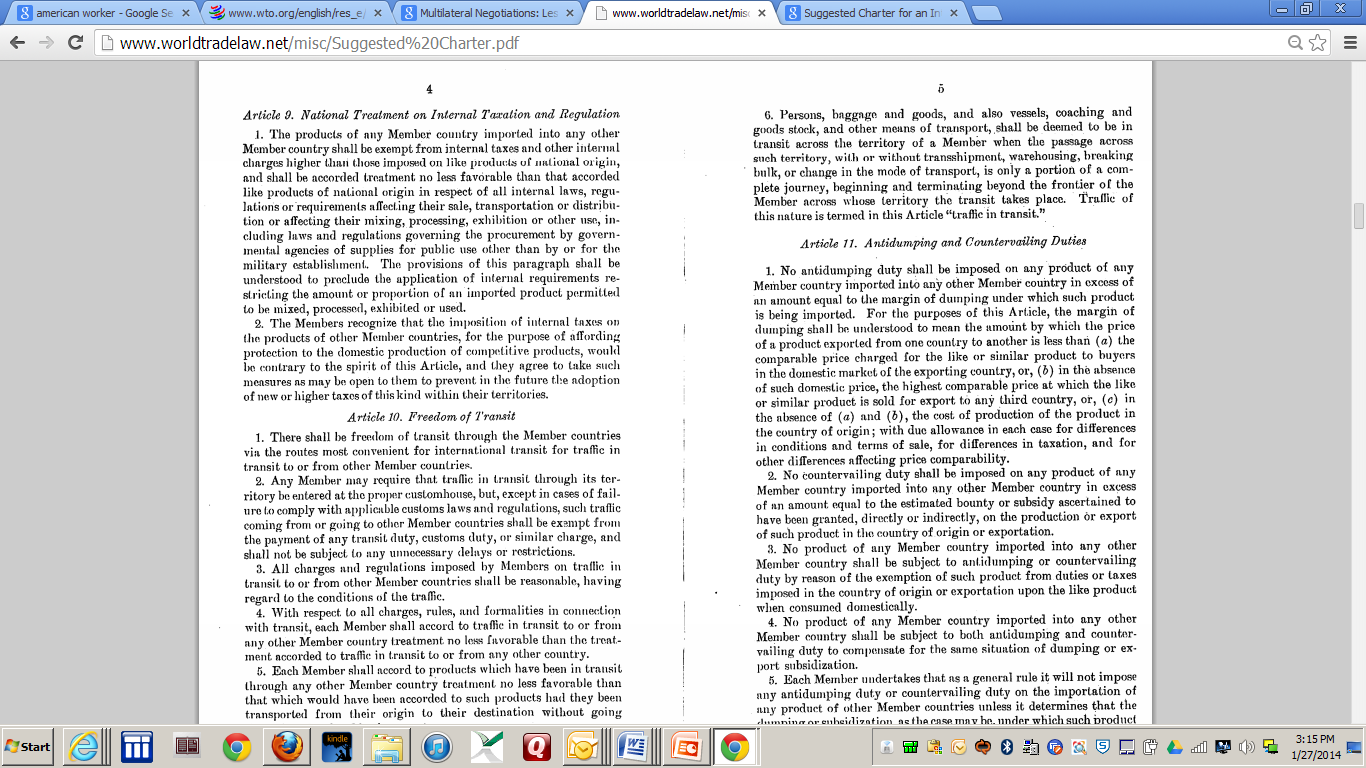 american worker - Google Se
www.wto.org/english/res_e/
Multilateral Negotiations: Les
www.worldtradelaw.net/misc
Suggested Charter for an In
www.worldtradelaw.net/misc/Suggested%20Charter.pdf
4
Article 9. National Treatment on Internal Taxation and Regulation
1. The products of any Member country imported into any other
Member country shall be exempt from internal taxes and other internal
charges higher than those imposed on like products of national origin,
and shall be accorded treatment no less favorable than that accorded
like products of national origin in respect of all internal laws, regu-
lations or requirements affecting their sale, transportation or distribu-
tion or affecting their mixing, processing, exhibition or other use, in-
cluding laws and regulations governing the procurement by govern-
mental agencies of supplies for public use other than by or for the
military establishment. The provisions of this paragraph shall be
understood to preclude the application of internal requirements re-
stricting the amount or proportion of an imported product permitted
to be mixed, processed, exhibited or used.
2. The Members recognize that the imposition of internal taxes on
the products of other Member countries, for the purpose of affording
protection to the domestic production of competitive products, would
be contrary to the spirit of this Article, and they agree to take such
measures as may be open to them to prevent in the future the adoption
of new or higher taxes of this kind within their territories.
Article 10. Freedom of Transit
1. There shall be freedom of transit through the Member countries
via the routes most convenient for international transit for traffic in
transit to or from other Member countries.
2. Any Member may require that traffic in transit through its ter-
ritory be entered at the proper customhouse, but, except in cases of fail-
ure to comply with applicable customs laws and regulations, such traffic
coming from or going to other Member countries shall be exempt from
the payment of any transit duty, customs duty, or similar charge, and
shall not be subject to any unnecessary delays or restrictions.
3. All charges and regulations imposed by Members on traffic in
transit to or from other Member countries shall be reasonable, having
regard to the conditions of the traffic.
4. With respect to all charges, rules, and formalities in connection
with transit, each Member shall accord to traffic in transit to or from
any other Member country treatment no less favorable than the treat-
ment accorded to traffic in transit to or from any other country.
5. Each Member shall accord to products which have been in transit
through any other Member country treatment no less favorable than
that which would have been accorded to such products had they been
transported from their origin to their destination without going
5
6. Persons, baggage and goods, and also vessels, coaching and
goods stock, and other means of transport, shall be deemed to be in
transit across the territory of a Member when the passage across
such territory, with or without transshipment, warehousing, breaking
bulk, or change in the mode of transport, is only a portion of a com-
plete journey, beginning and terminating beyond the frontier of the
Member across whose territory the transit takes place. Traffic of
this nature is termed in this Article “traffic in transit.”
Article 11. Antidumping and Countervailing Duties
1. No antidumping duty shall be imposed on any product of any
Member country imported into any other Member country in excess of
an amount equal to the margin of dumping under which such product
is being imported. For the purposes of this Article, the margin of
dumping shall be understood to mean the amount by which the price
of a product exported from one country to another is less than (a) the
comparable price charged for the like or similar product to buyers
in the domestic market of the exporting country, or, (b) in the absence
of such domestic price, the highest comparable price at which the like
or similar product is sold for export to any third country, or, (c) in
the absence of (a) and (b), the cost of production of the product in
the country of origin; with due allowance in each case for differences
in conditions and terms of sale, for differences in taxation, and for
other differences affecting price comparability.
2. No countervailing duty shall be imposed on any product of any
Member country imported into any other Member country in excess
of an amount equal to the estimated bounty or subsidy ascertained to
have been granted, directly or indirectly, on the production or export
of such product in the country of origin or exportation.
3. No product of any Member country imported into any other
Member country shall be subject to antidumping or countervailing
duty by reason of the exemption of such product from duties or taxes
imposed in the country of origin or exportation upon the like product
when consumed domestically.
4. No product of any Member country imported into any other
Member country shall be subject to both antidumping and counter-
vailing duty to compensate for the same situation of dumping or ex-
port subsidization.
5. Each Member undertakes that as a general rule it will not impose
any antidumping duty or countervailing duty on the importation of
any product of other Member countries unless it determines that the
dumping or subsidization, as the case may be, under which such product
Start
kindle
3:15 PM
1/27/2014